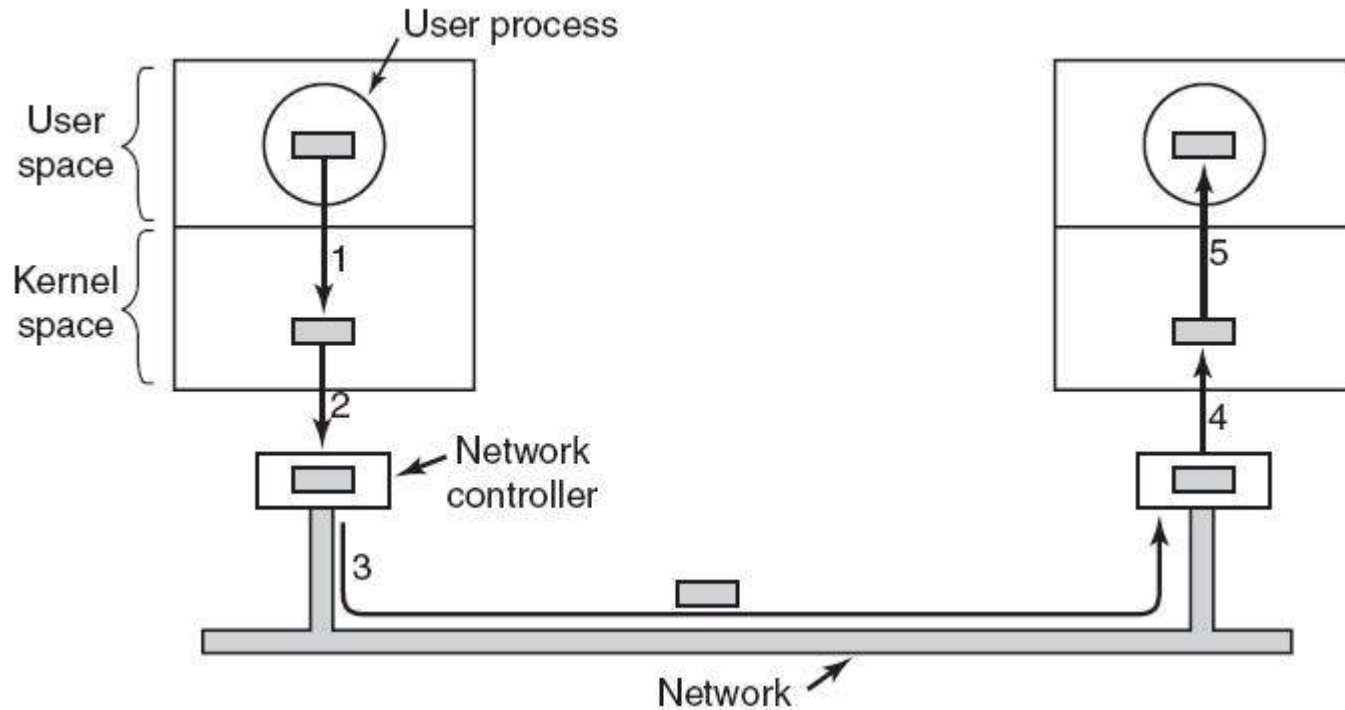 User process
User
space
1
5
Kernel
space
2
4
Network
controller
3
Network